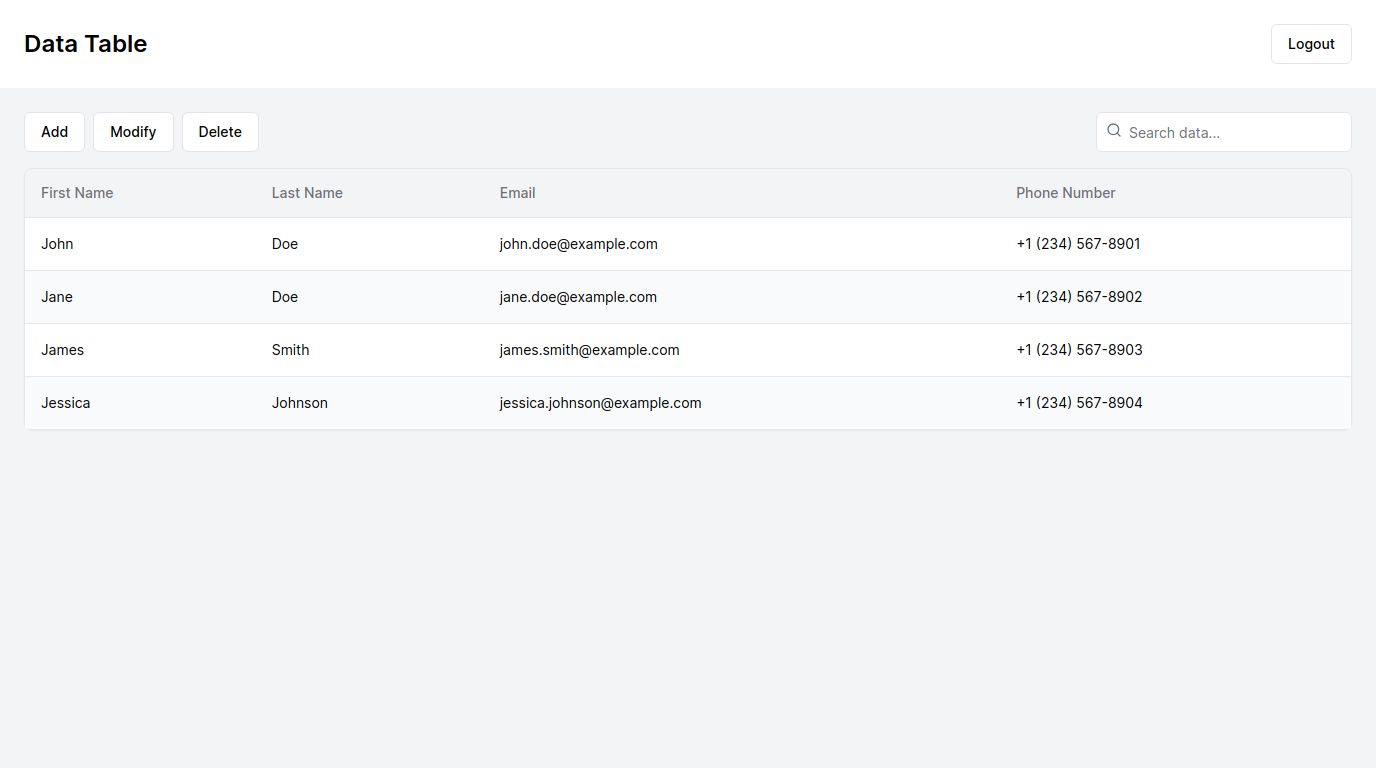 Data Table
Logout
Add Modify Delete
Search data...
First Name Last Name Email Phone Number
John Doe john.doe@example.com +1 (234) 567-8901
Jane Doe jane.doe@example.com +1 (234) 567-8902
James Smith james.smith@example.com +1 (234) 567-8903
Jessica Johnson jessica.johnson@example.com +1 (234) 567-8904